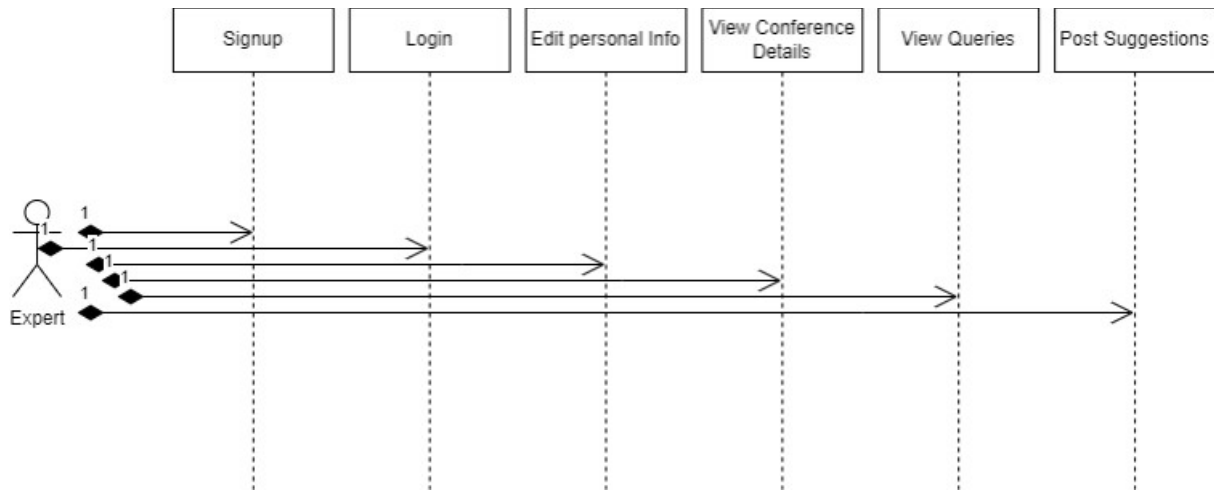 Signup
Login
Edit personal Info
View Conference
Details
View Queries
Post Suggestions
1
1
1
1
1
1
Expert